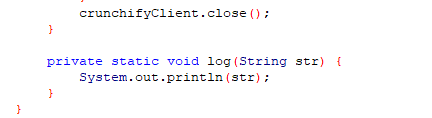 crunchifyClient.close();
}
private static void log(String str) {
System.out.println(str);
}
}